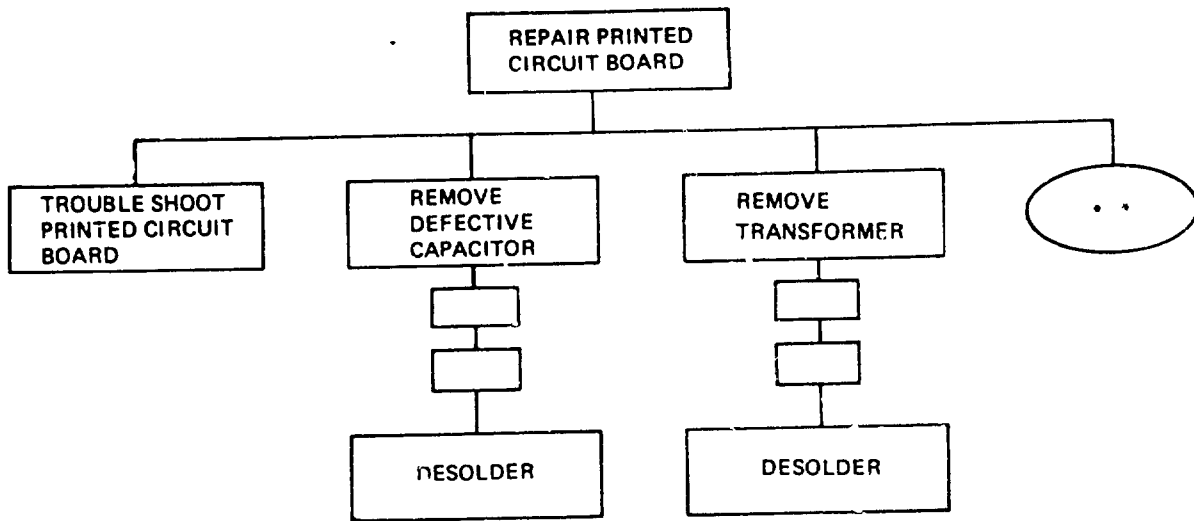 REPAIR PRINTED
CIRCUIT BOARD
TROUBLE SHOOT
PRINTED CIRCUIT
BOARD
REMOVE
DEFECTIVE
CAPACITOR
REMOVE
TRANSFORMER
DESOLDER
DESOLDER